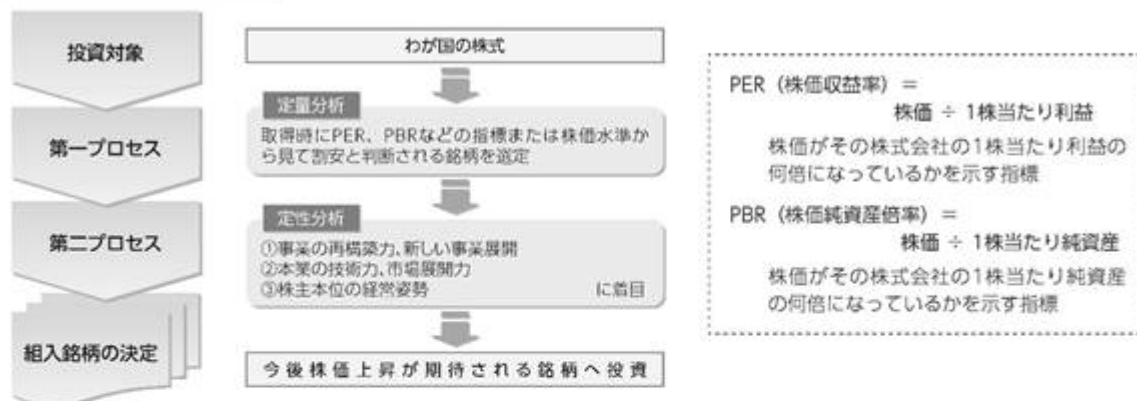 投資対象
わが国の株式
第一プロセス
定量分析
取得時にPER、PBRなどの指標または株価水準か
ら見て割安と判断される銘柄を選定
第二プロセス
定性分析
①事業の再構築力、新しい事業展開
②本業の技術力、市場展開力
③株主本位の経営姿勢 に着目
組入銘柄の決定
今後株価上昇が期待される銘柄へ投資
PER（株価収益率）＝
株価 ÷ 1株当たり利益
株価がその株式会社の1株当たり利益の
何倍になっているかを示す指標
PBR（株価純資産倍率）＝
株価 ÷ 1株当たり純資産
株価がその株式会社の1株当たり純資産
の何倍になっているかを示す指標